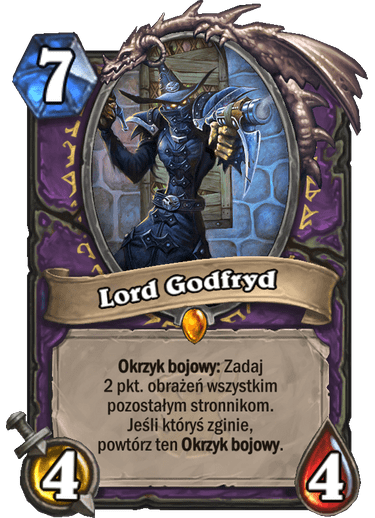 7
Lord Godfryd
Okrzyk bojowy: Zadaj
2 pkt. obrażeń wszystkim
pozostałym stronnikom.
Jeśli któryś zginie,
powtórz ten Okrzyk bojowy.
4
4